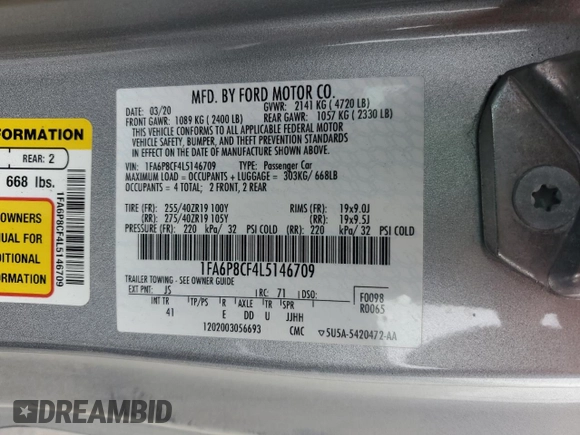 MFD. BY FORD MOTOR CO.
DATE: 03/20 GVWR: 2141 KG ( 4720 LB)
FRONT GAWR: 1089 KG ( 2400 LB) REAR GAWR: 1057 KG ( 2330 LB)
THIS VEHICLE CONFORMS TO ALL APPLICABLE FEDERAL MOTOR
VEHICLE SAFETY, BUMPER, AND THEFT PREVENTION STANDARDS
IN EFFECT ON THE DATE OF MANUFACTURE SHOWN ABOVE.
VIN: 1FA6P8CF4L5146709 TYPE: Passenger Car
MAXIMUM LOAD = OCCUPANTS + LUGGAGE = 303KG/ 668LB
OCCUPANTS = 4 TOTAL; 2 FRONT, 2 REAR
TIRE (FR): 255/40ZR19 100Y RIMS (FR): 19x9.0J
(RR): 275/40ZR19 105Y (RR): 19x9.5J
PRESSURE (FR): 220 kPa/ 32 PSI COLD (RR): 220 kPa/ 32 PSI COLD
1FA6P8CF4L5146709
TRAILER TOWING - SEE OWNER GUIDE
EXT PNT: JS RC: 71 DSO: F0098
INT TR TP/PS R AXLE TR SPR R0065
41 E DD U JJHH
1202003056693 CMC 5U5A-5420472-AA
FORMATION
REAR: 2
668 lbs.
OWNERS
NUAL FOR
DITIONAL
ORMATION
1FA6P8CF4L5146709
DREAMBID